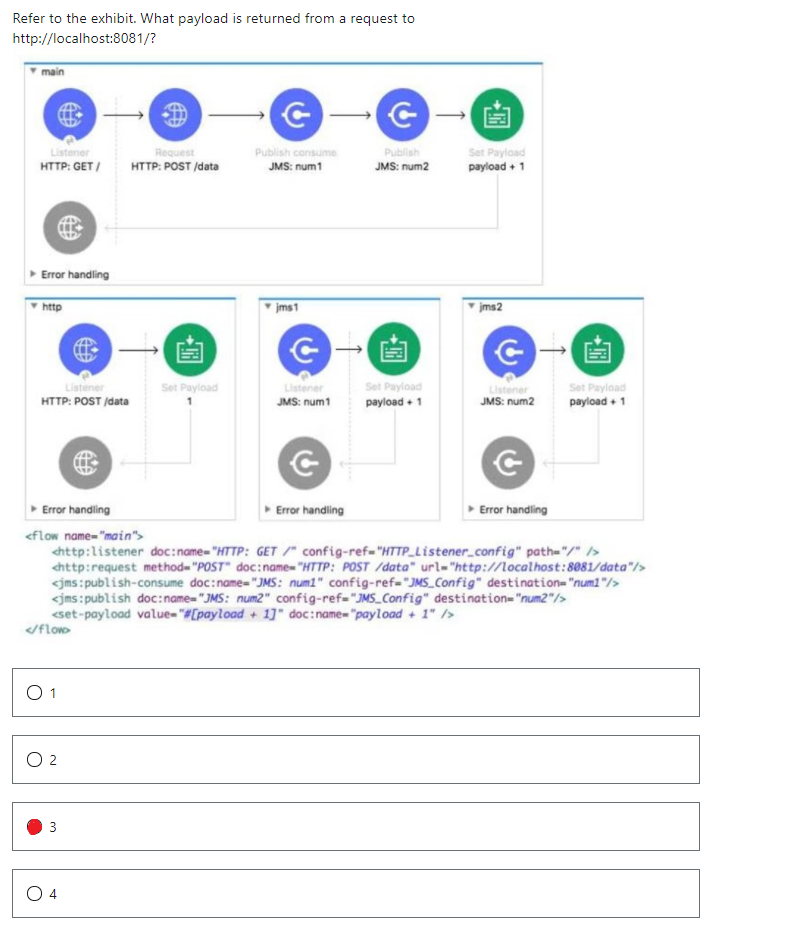 Refer to the exhibit. What payload is returned from a request to
http://localhost:8081/?
main
Listener
HTTP: GET /
Request
HTTP: POST /data
Publish consume
JMS: num1
Publish
JMS: num2
Set Payload
payload + 1
Error handling
http
Listener
HTTP: POST /data
Set Payload
1
Error handling
jms1
Listener
JMS: num1
Set Payload
payload + 1
Error handling
jms2
Listener
JMS: num2
Set Payload
payload + 1
Error handling
<flow name="main">
<http:listener doc:name="HTTP: GET /" config-ref="HTTP_Listener_config" path="/" />
<http:request method="POST" doc:name="HTTP: POST /data" url="http://localhost:8081/data"/>
<jms:publish-consume doc:name="JMS: num1" config-ref="JMS_Config" destination="num1"/>
<jms:publish doc:name="JMS: num2" config-ref="JMS_Config" destination="num2"/>
<set-payload value="#[payload + 1]" doc:name="payload + 1" />
</flow>
1
2
3
4